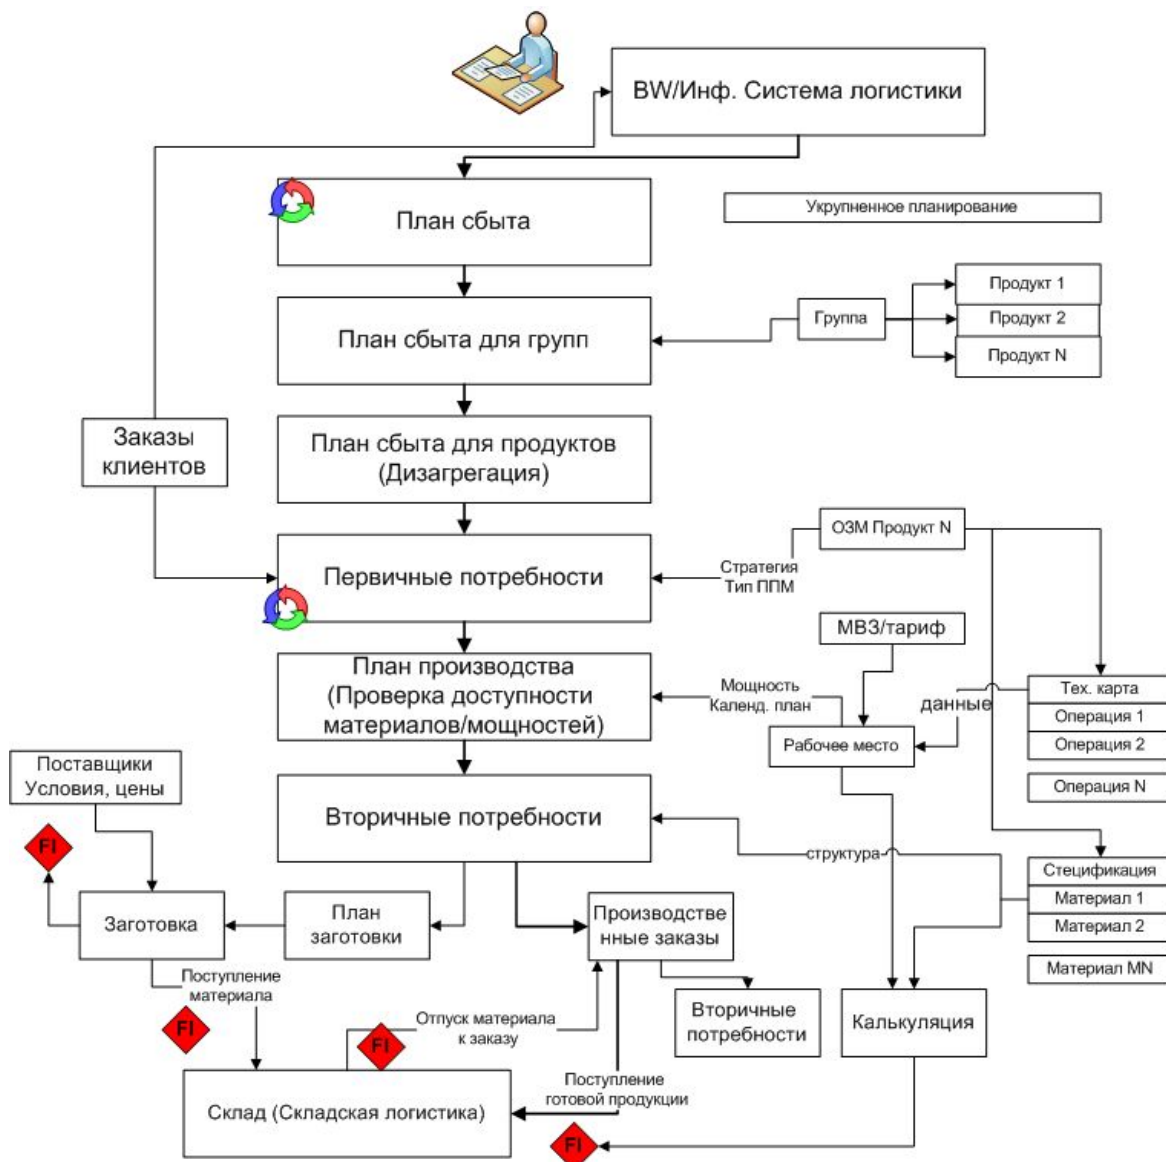 BW/Инф. Система логистики
План сбыта
Укрупненное планирование
Продукт 1
План сбыта для групп
Группа
Продукт 2
Продукт N
Заказы
клиентов
План сбыта для продуктов
(Дизагрегация)
ОЗМ Продукт N
Первичные потребности
Стратегия
Тип ППМ
МВЗ/тариф
План производства
(Проверка доступности
материалов/мощностей)
Мощность
Календ. план
данные
Тех. карта
Операция 1
Операция 2
Операция N
Рабочее место
Поставщики
Условия, цены
Вторичные потребности
FI
структура
Стецификация
Материал 1
Материал 2
Материал MN
Заготовка
План
заготовки
Производстве
нные заказы
Поступление
материала
FI
Отпуск материала
к заказу
FI
Вторичные
потребности
Калькуляция
Склад (Складская логистика)
Поступление
готовой продукции
FI